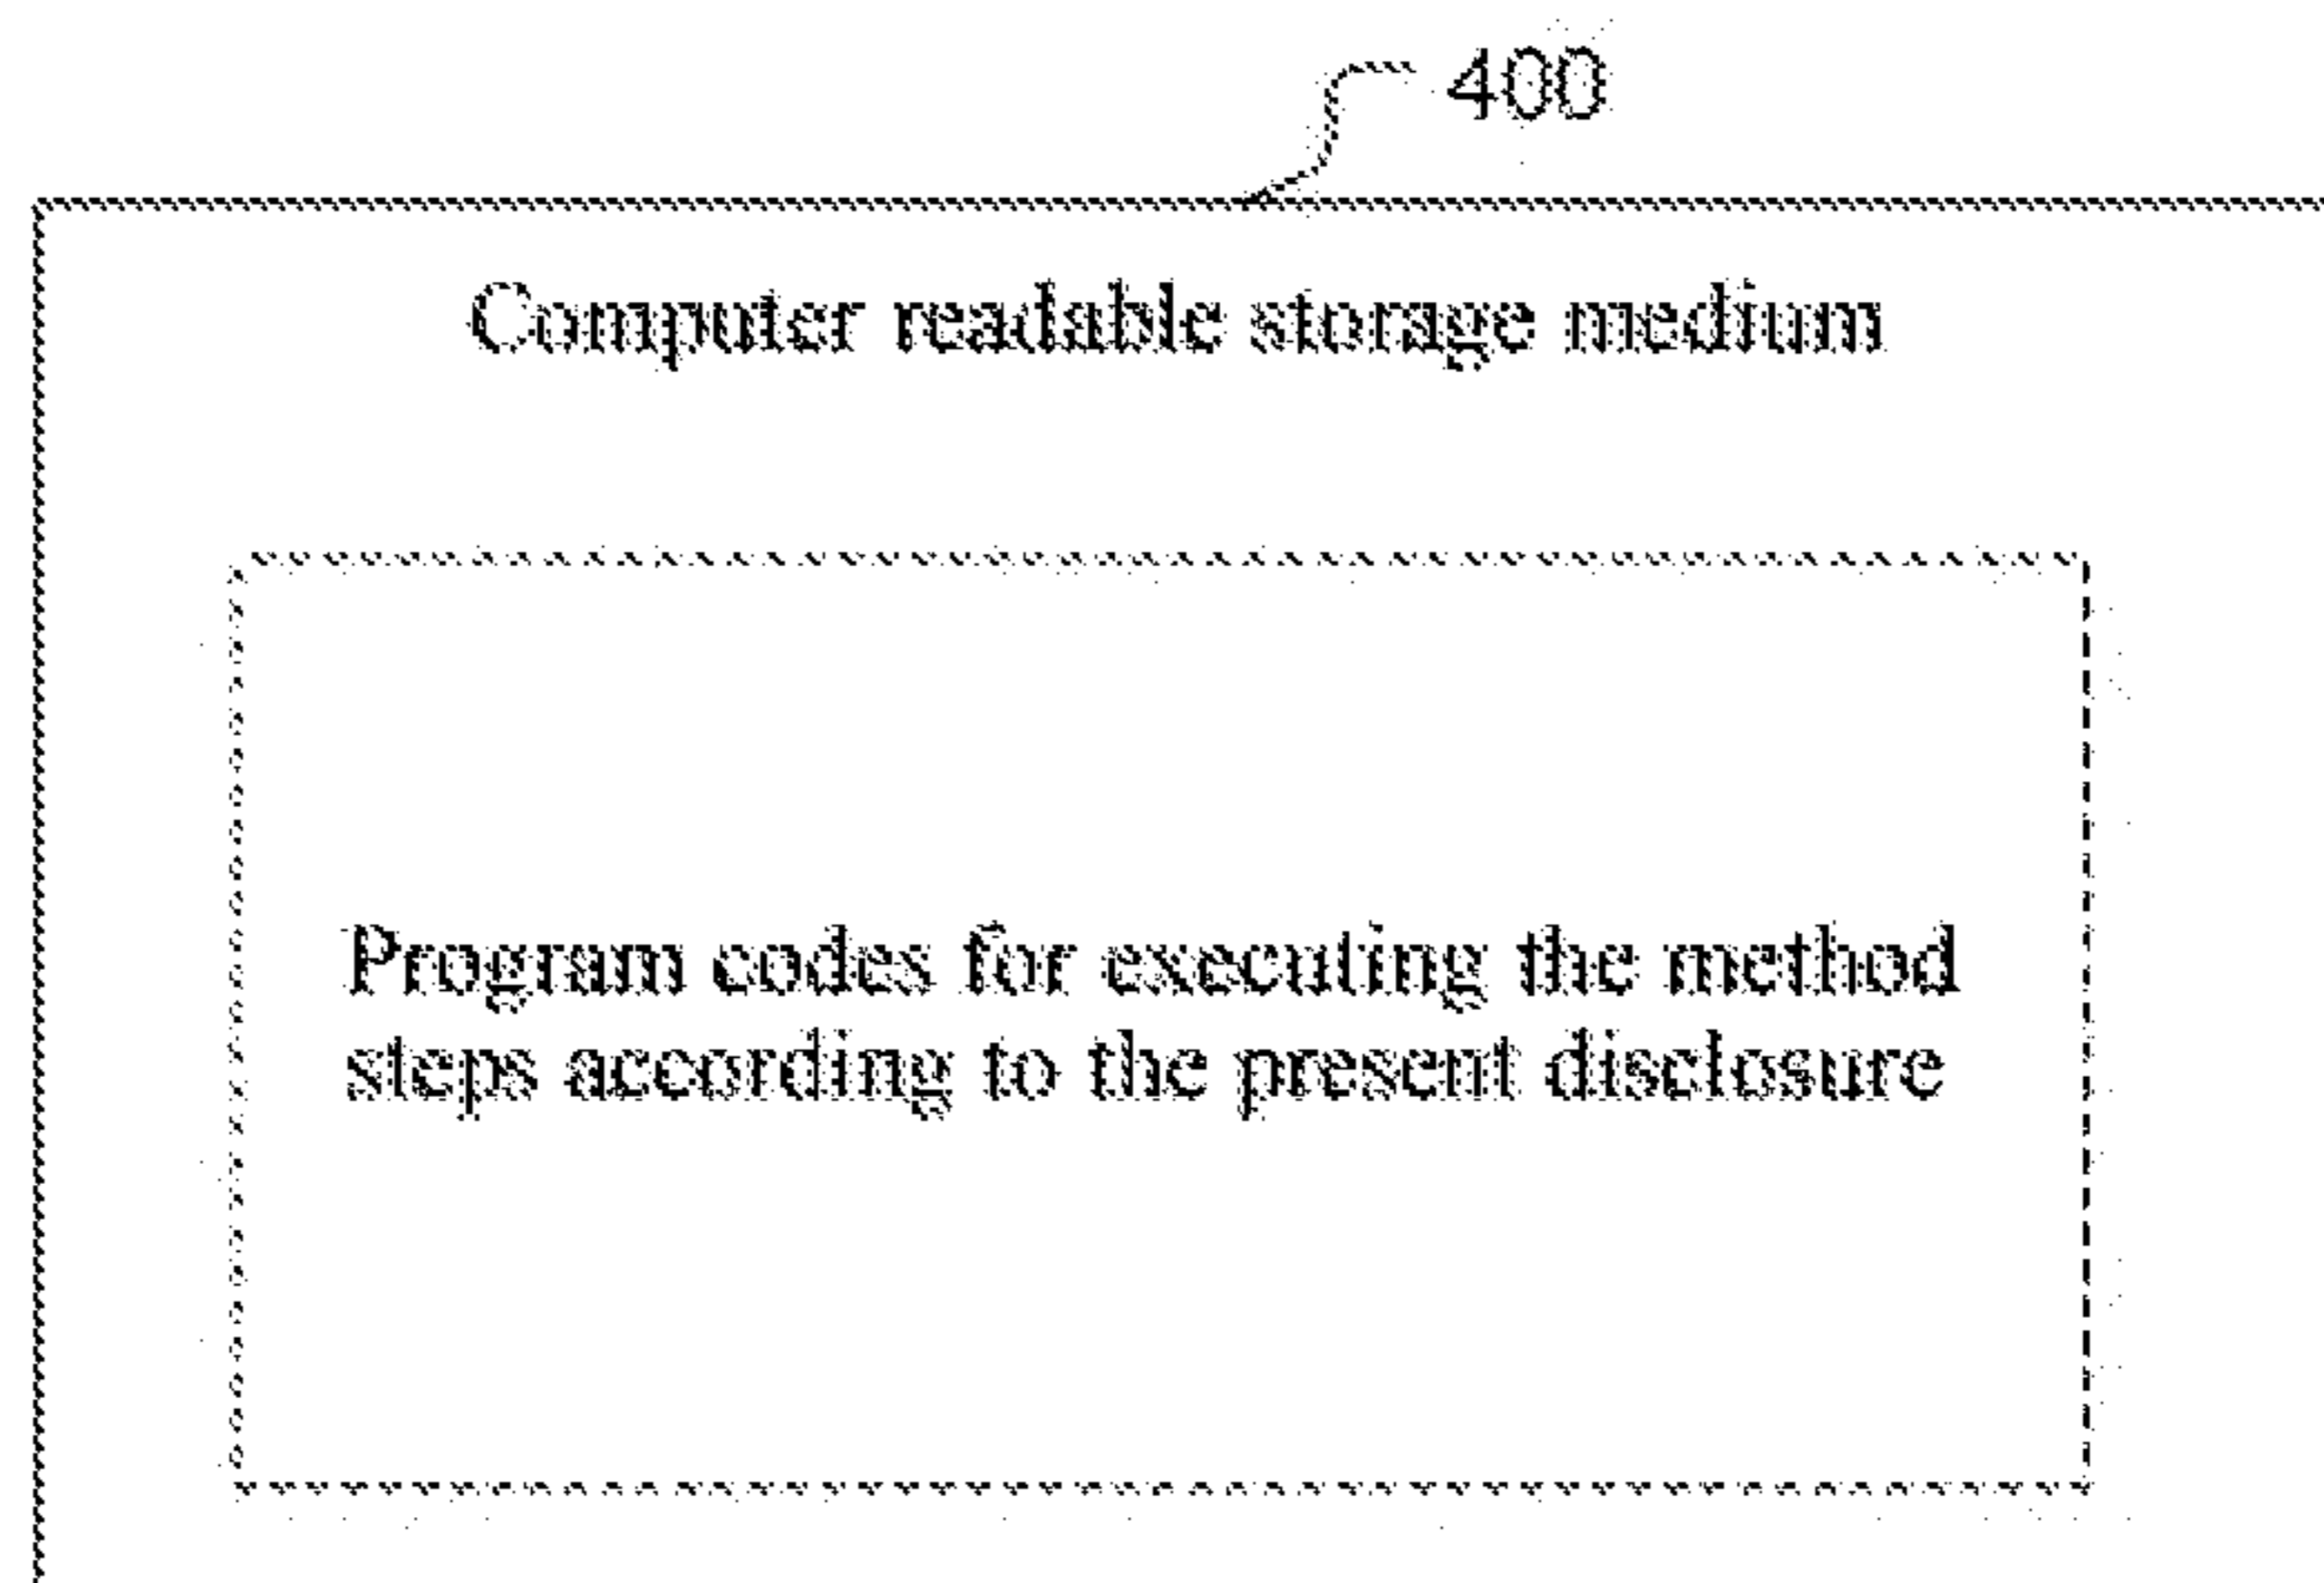 400
Computer readable storage medium
Program codes for executing the method
steps according to the present disclosure